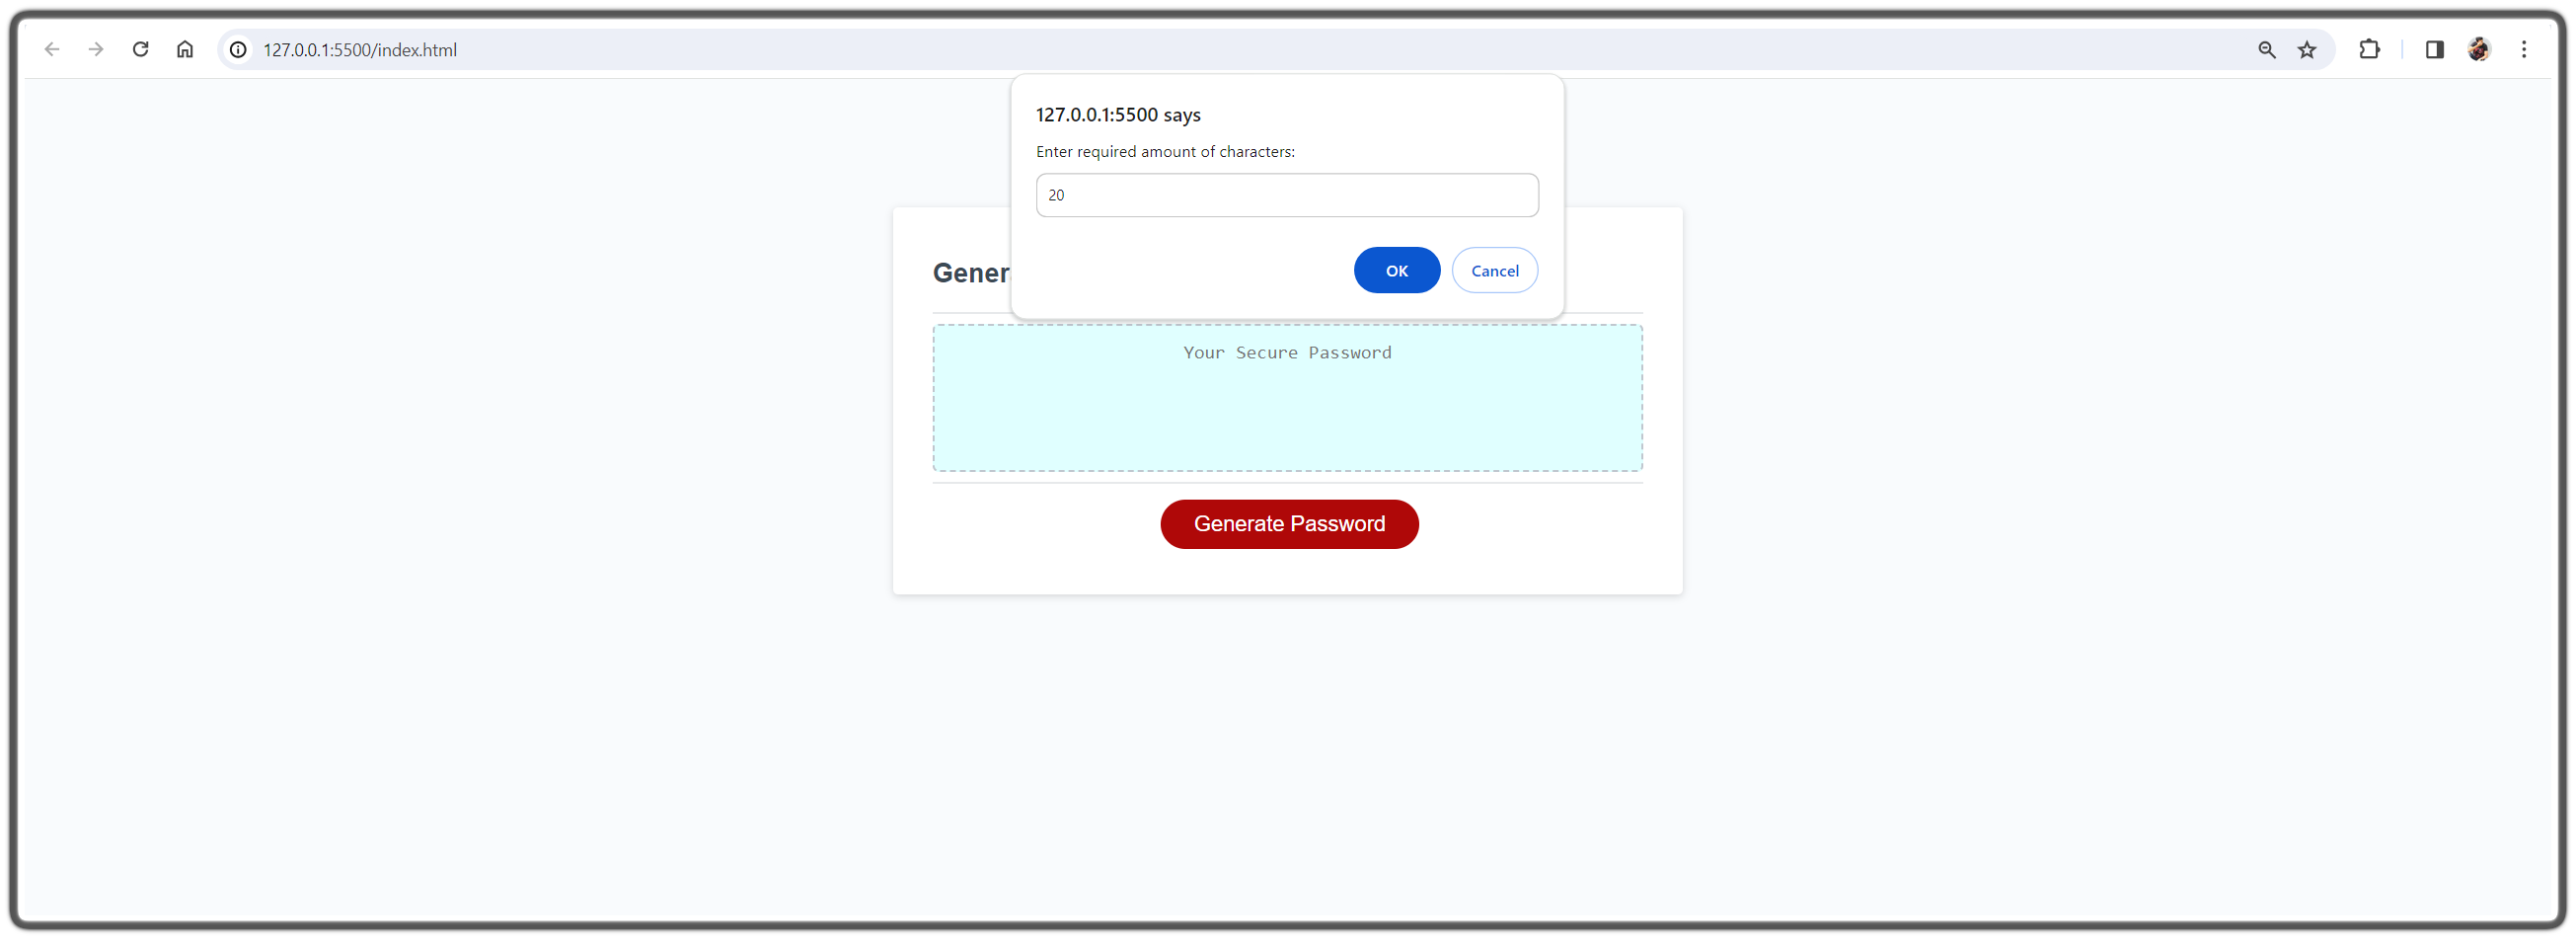 127.0.0.1:5500/index.html
127.0.0.1:5500 says
Enter required amount of characters:
20
OK Cancel
Gener
Your Secure Password
Generate Password